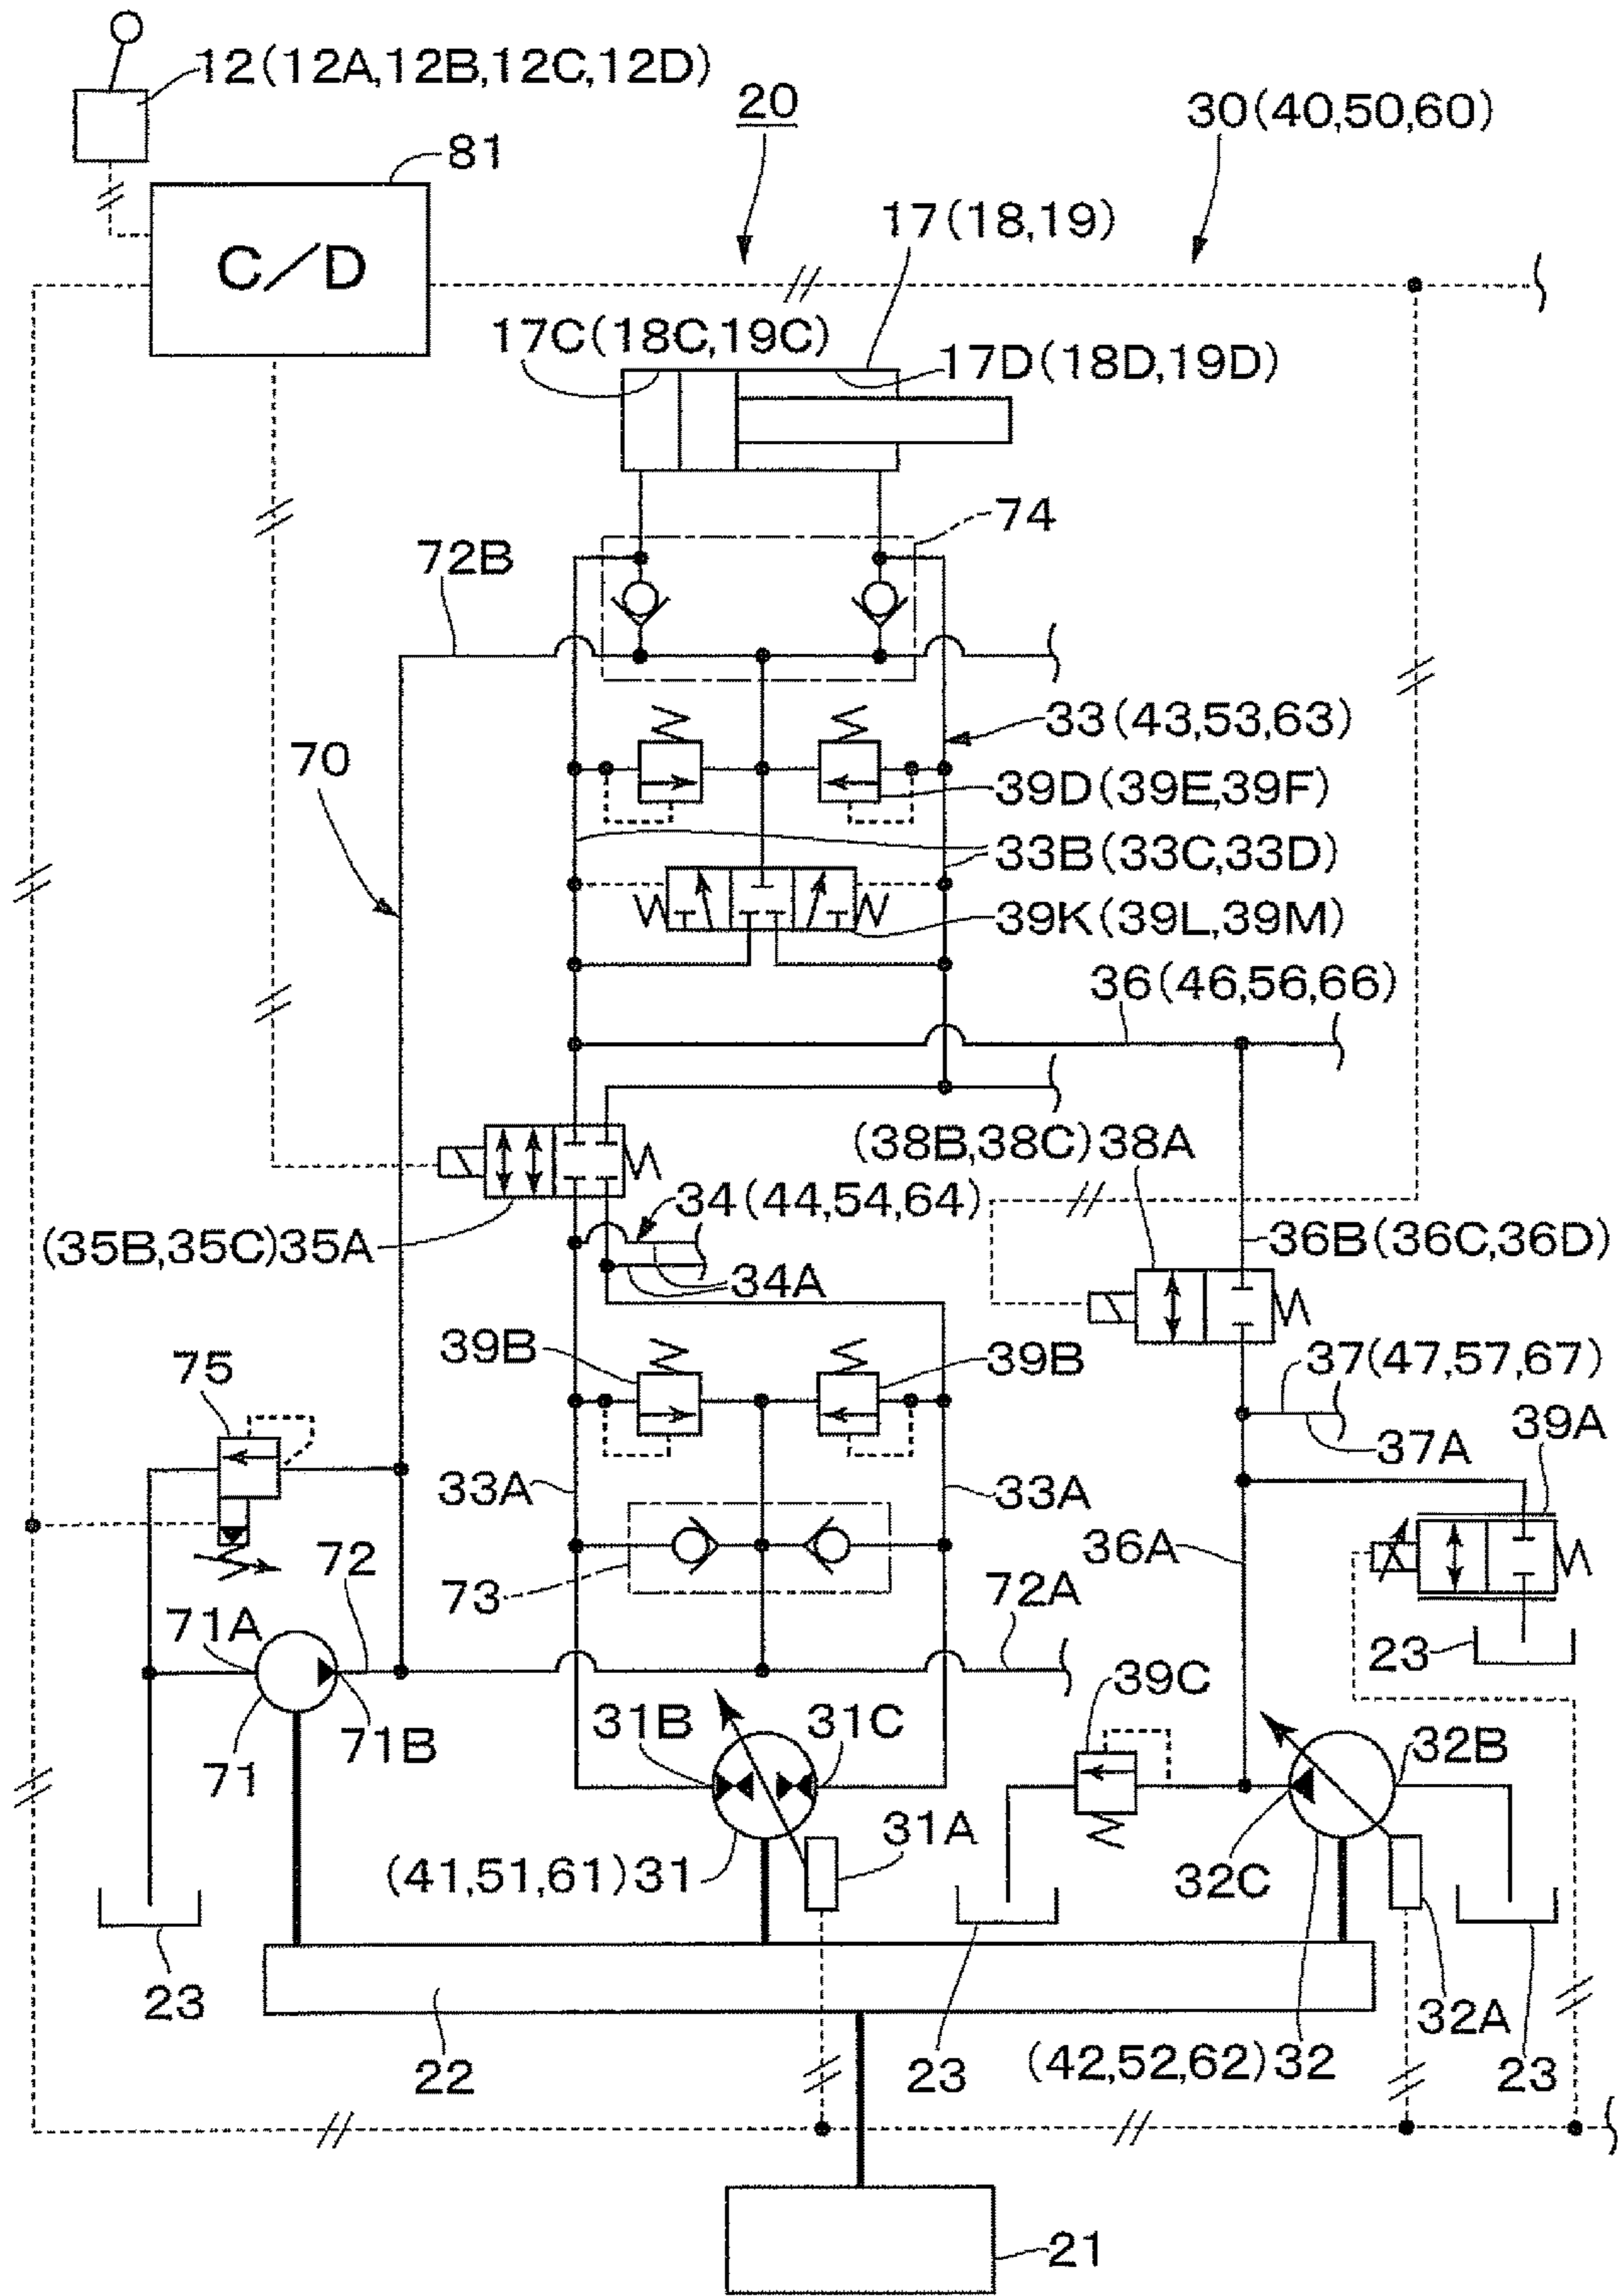 12(12A,12B,12C,12D)
20
30(40,50,60)
81
C/D
17(18,19)
17C(18C,19C)
17D(18D,19D)
74
72B
33(43,53,63)
70
39D(39E,39F)
33B(33C,33D)
39K(39L,39M)
36(46,56,66)
(38B,38C)38A
34(44,54,64)
(35B,35C)35A
36B(36C,36D)
34A
39B
39B
75
37(47,57,67)
39A
37A
33A
33A
36A
72
73
72A
71A
23
39C
31B
31C
71B
32B
71
31A
(41,51,61)31
32C
23
32A
22
23
(42,52,62)32
23
21